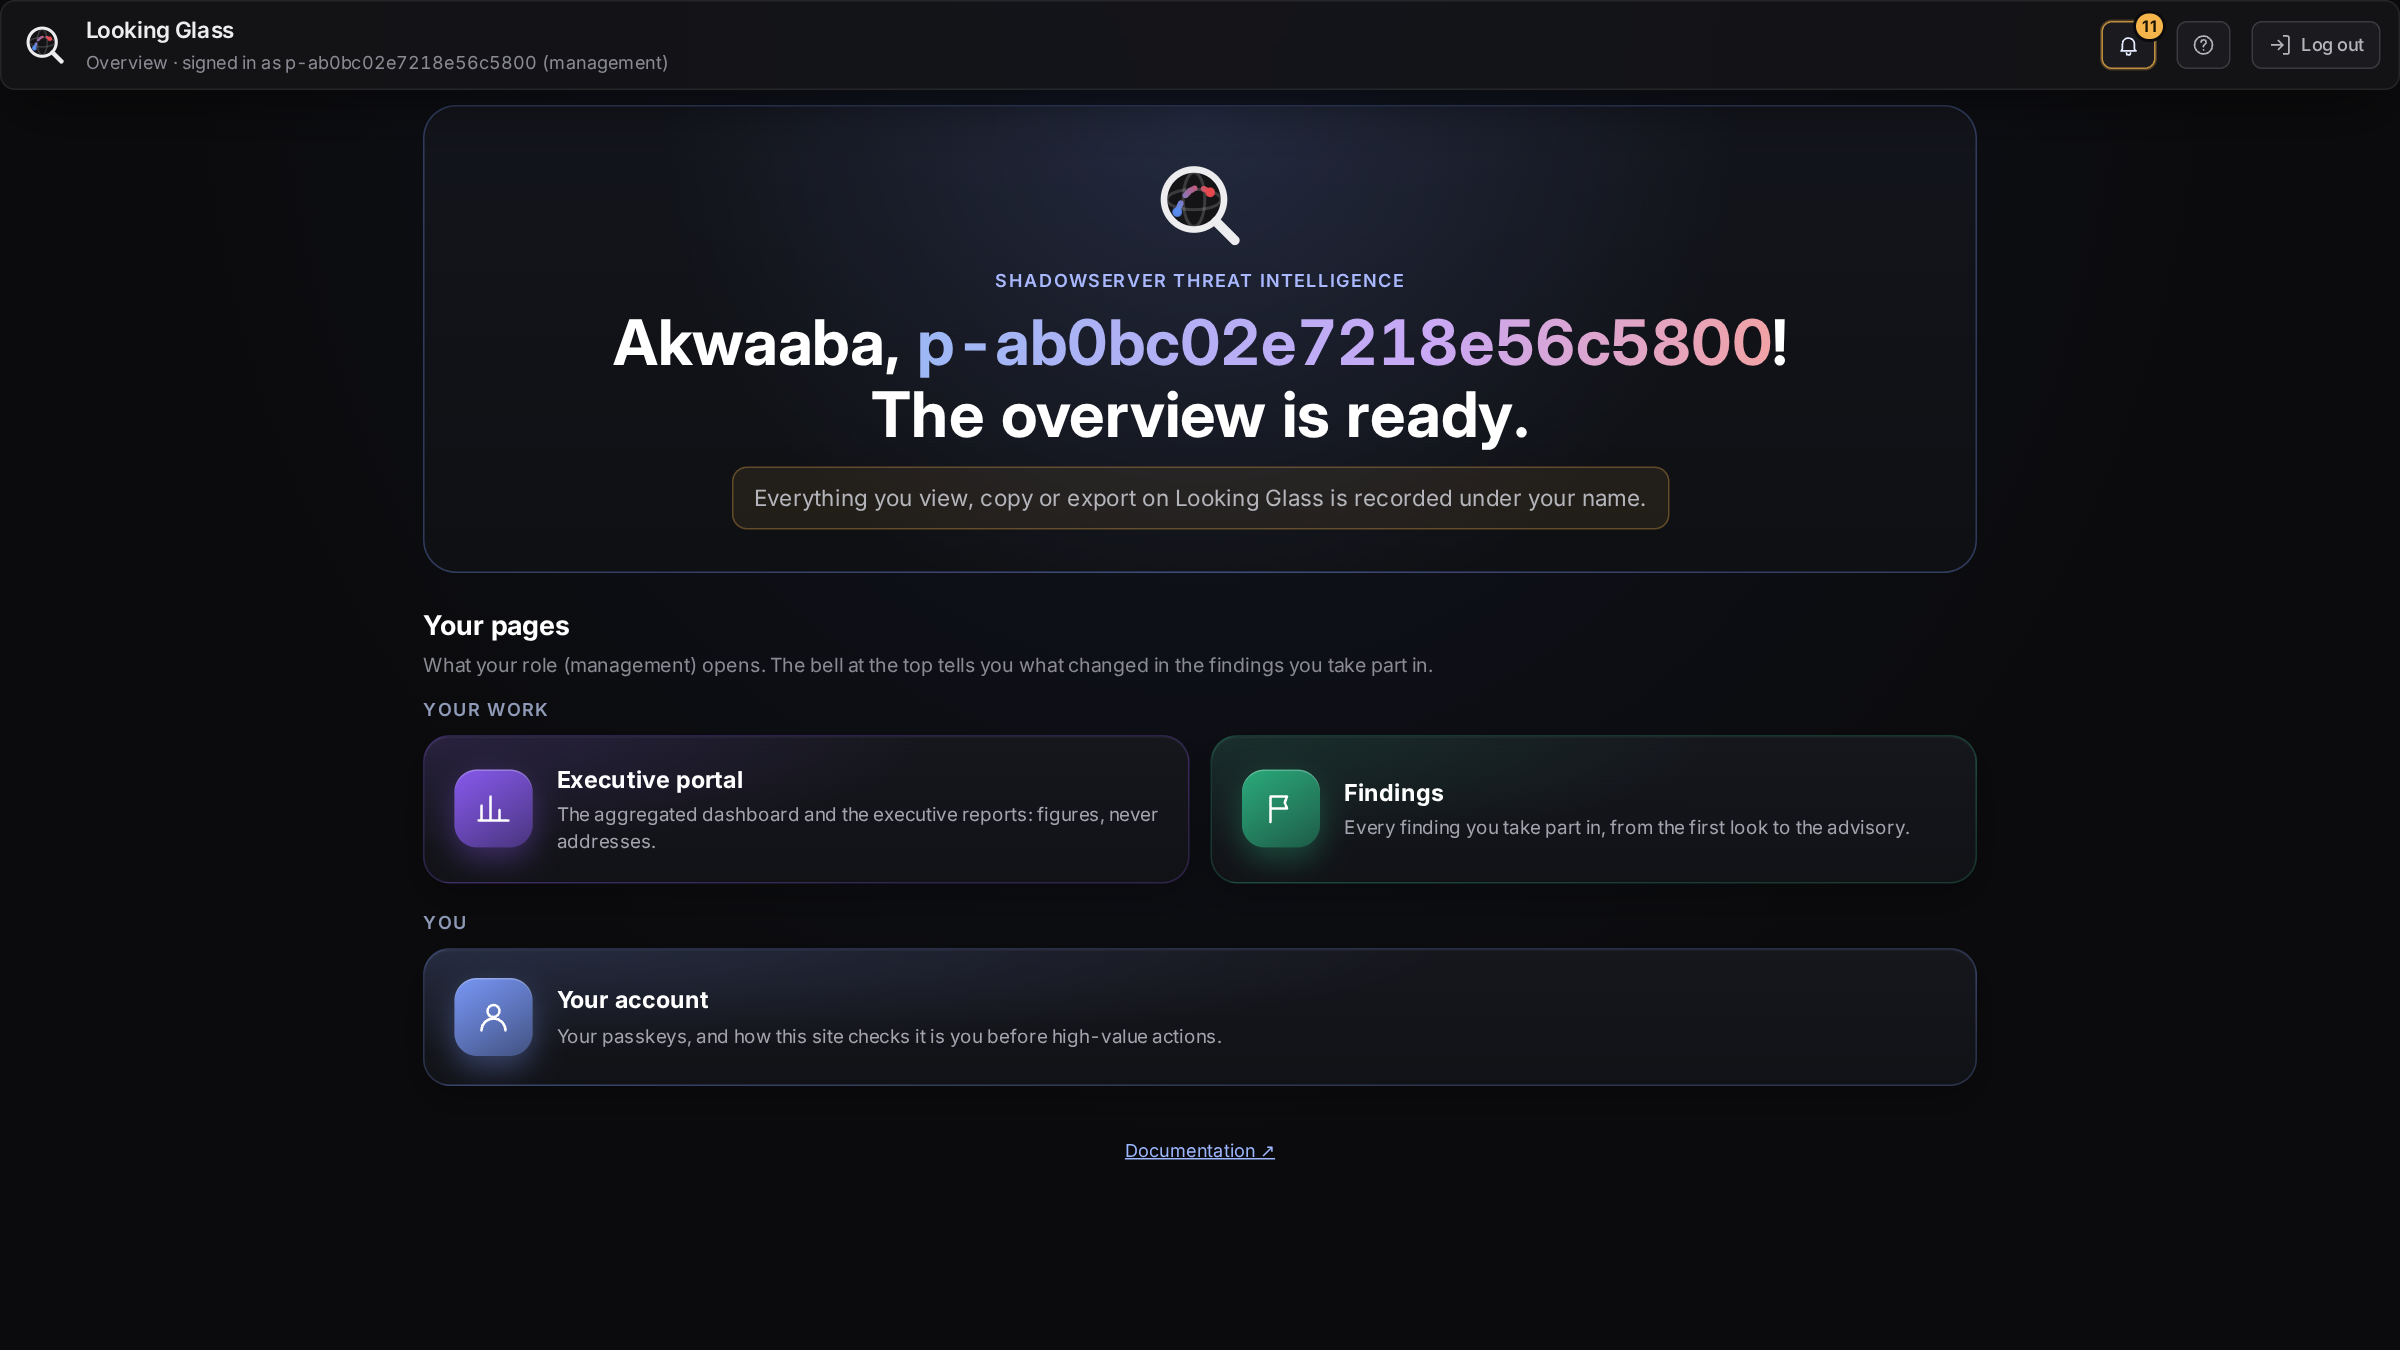 Looking Glass
Overview · signed in as p-ab0bc02e7218e56c5800 (management)
11
Log out
SHADOWSERVER THREAT INTELLIGENCE
Akwaaba, p-ab0bc02e7218e56c5800!
The overview is ready.
Everything you view, copy or export on Looking Glass is recorded under your name.
Your pages
What your role (management) opens. The bell at the top tells you what changed in the findings you take part in.
YOUR WORK
Executive portal
The aggregated dashboard and the executive reports: figures, never
addresses.
Findings
Every finding you take part in, from the first look to the advisory.
YOU
Your account
Your passkeys, and how this site checks it is you before high-value actions.
Documentation ↗